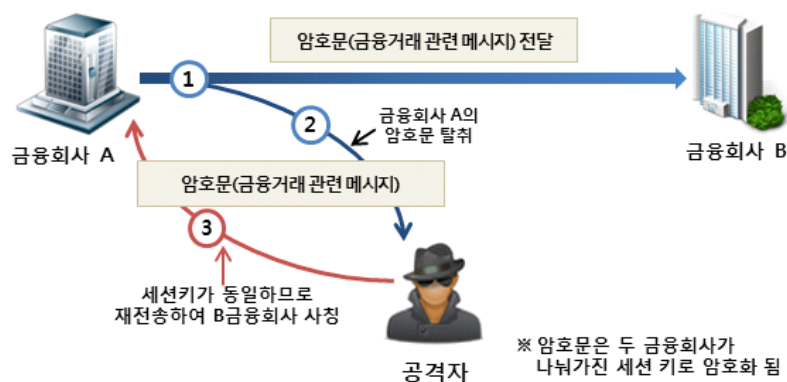 암호문(금융거래 관련 메시지) 전달
1
2
금융회사 A의
암호문 탈취
금융회사 A
금융회사 B
암호문(금융거래 관련 메시지)
3
세션키가 동일하므로
재전송하여 B금융회사 사칭
공격자
※ 암호문은 두 금융회사가
나눠가진 세션 키로 암호화 됨